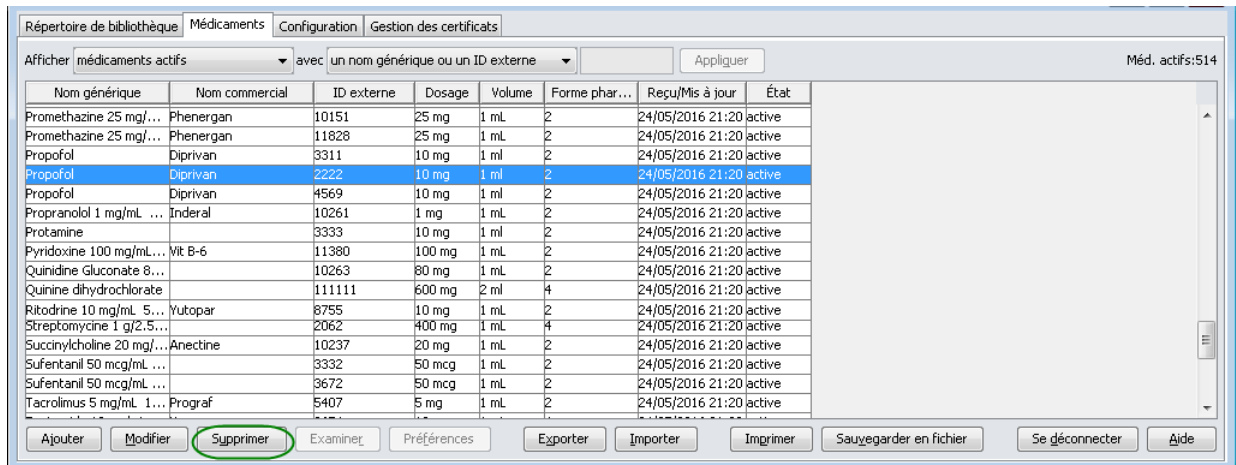 Répertoire de bibliothèque Médicaments Configuration Gestion des certificats
Afficher médicaments actifs avec un nom générique ou un ID externe Appliquer Méd. actifs:514
Nom générique Nom commercial ID externe Dosage Volume Forme phar... Reçu/Mis à jour État
Promethazine 25 mg/... Phenergan 10151 25 mg 1 mL 2 24/05/2016 21:20 active
Promethazine 25 mg/... Phenergan 11828 25 mg 1 mL 2 24/05/2016 21:20 active
Propofol Diprivan 3311 10 mg 1 ml 2 24/05/2016 21:20 active
Propofol Diprivan 2222 10 mg 1 ml 2 24/05/2016 21:20 active
Propofol Diprivan 4569 10 mg 1 ml 2 24/05/2016 21:20 active
Propranolol 1 mg/mL ... Inderal 10261 1 mg 1 mL 2 24/05/2016 21:20 active
Protamine 3333 10 mg 1 ml 2 24/05/2016 21:20 active
Pyridoxine 100 mg/mL... Vit B-6 11380 100 mg 1 mL 2 24/05/2016 21:20 active
Quinidine Gluconate 8... 10263 80 mg 1 mL 2 24/05/2016 21:20 active
Quinine dihydrochlorate 111111 600 mg 2 ml 4 24/05/2016 21:20 active
Ritodrine 10 mg/mL 5... Yutopar 8755 10 mg 1 mL 2 24/05/2016 21:20 active
Streptomycine 1 g/2.5... 2062 400 mg 1 mL 4 24/05/2016 21:20 active
Succinylcholine 20 mg/... Anectine 10237 20 mg 1 mL 2 24/05/2016 21:20 active
Sufentanil 50 mcg/mL ... 3332 50 mcg 1 mL 2 24/05/2016 21:20 active
Sufentanil 50 mcg/mL ... 3672 50 mcg 1 mL 2 24/05/2016 21:20 active
Tacrolimus 5 mg/mL 1... Prograf 5407 5 mg 1 mL 2 24/05/2016 21:20 active
Ajouter Modifier Supprimer Examiner Préférences Exporter Importer Imprimer Sauvegarder en fichier Se déconnecter Aide